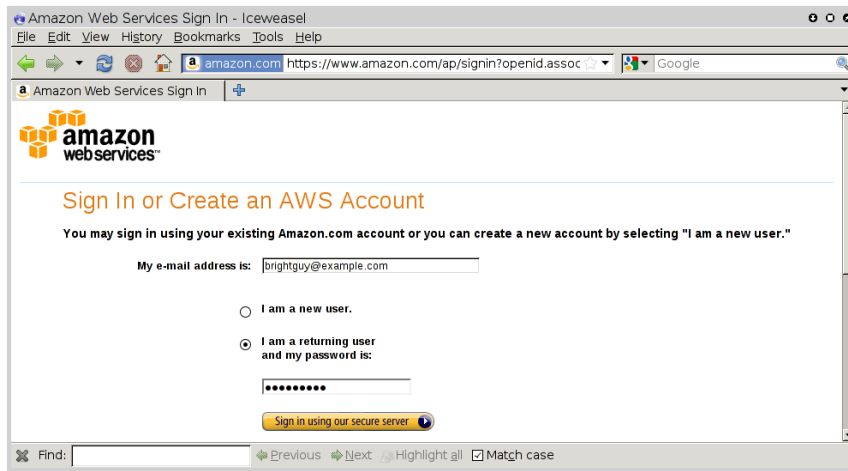 Amazon Web Services Sign In - Iceweasel
File Edit View History Bookmarks Tools Help
a amazon.com https://www.amazon.com/ap/signin?openid.assoc Google
a Amazon Web Services Sign In
amazon
webservices™
Sign In or Create an AWS Account
You may sign in using your existing Amazon.com account or you can create a new account by selecting "I am a new user."
My e-mail address is: brightguy@example.com
I am a new user.
I am a returning user
and my password is:
•••••••••
Sign in using our secure server
Find: Previous Next Highlight all Match case